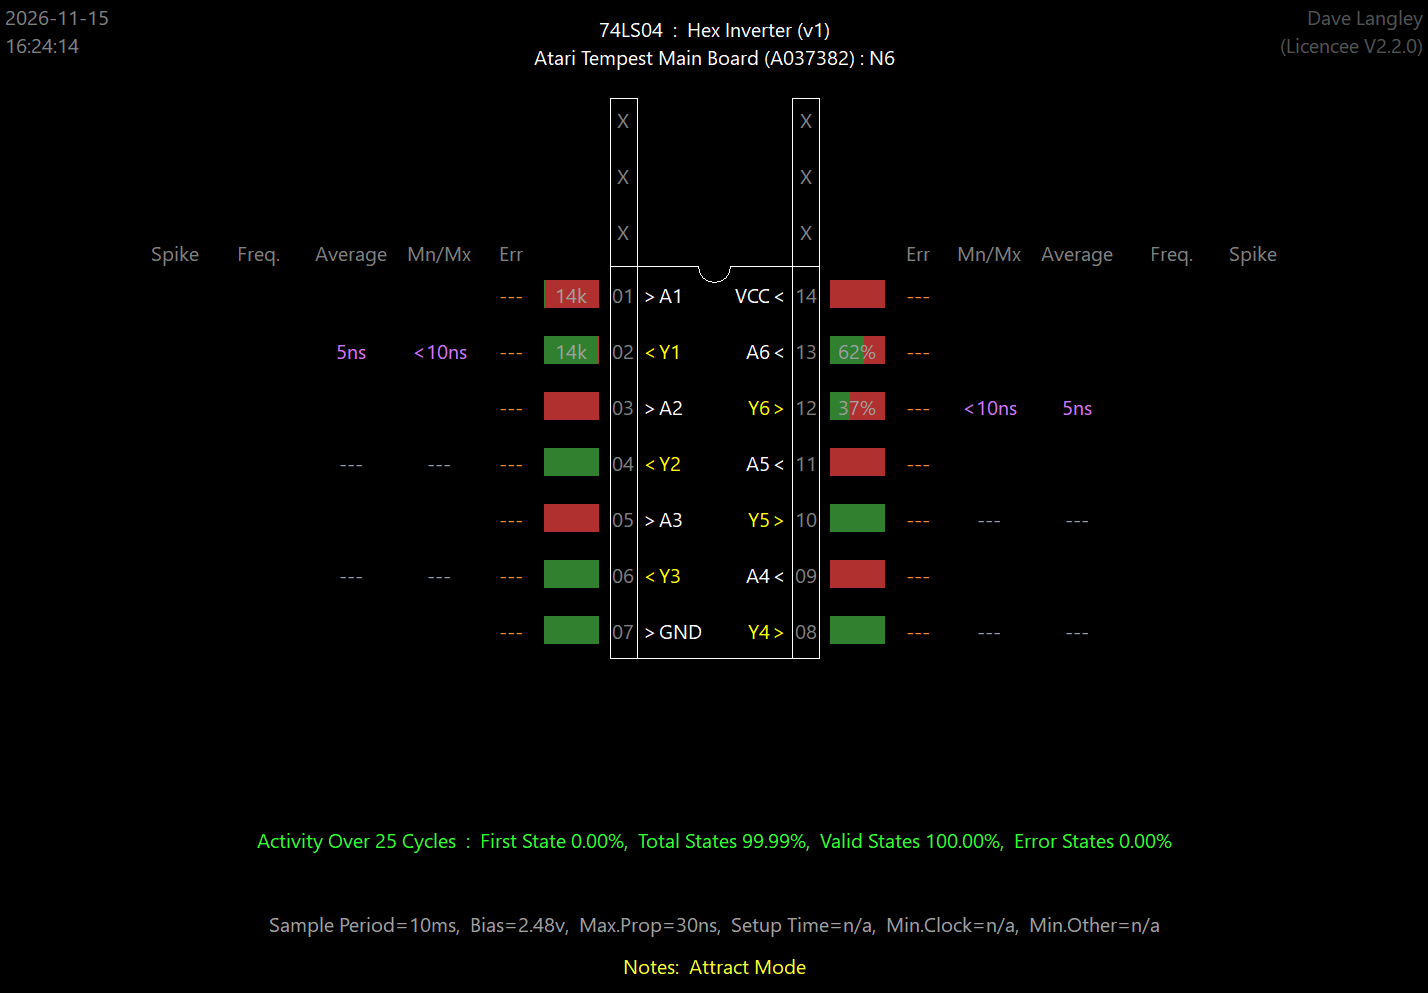 2026-11-15
16:24:14
74LS04 : Hex Inverter (v1)
Atari Tempest Main Board (A037382) : N6
Dave Langley
(Licencee V2.2.0)
X X
X X
X X
Spike Freq. Average Mn/Mx Err Err Mn/Mx Average Freq. Spike
--- 14k 01 > A1 VCC < 14 ---
5ns <10ns --- 14k 02 < Y1 A6 < 13 62% ---
--- 03 > A2 Y6 > 12 37% --- <10ns 5ns
--- --- --- 04 < Y2 A5 < 11 ---
--- 05 > A3 Y5 > 10 --- --- ---
--- --- --- 06 < Y3 A4 < 09 ---
--- 07 > GND Y4 > 08 --- --- ---
Activity Over 25 Cycles : First State 0.00%, Total States 99.99%, Valid States 100.00%, Error States 0.00%
Sample Period=10ms, Bias=2.48v, Max.Prop=30ns, Setup Time=n/a, Min.Clock=n/a, Min.Other=n/a
Notes: Attract Mode